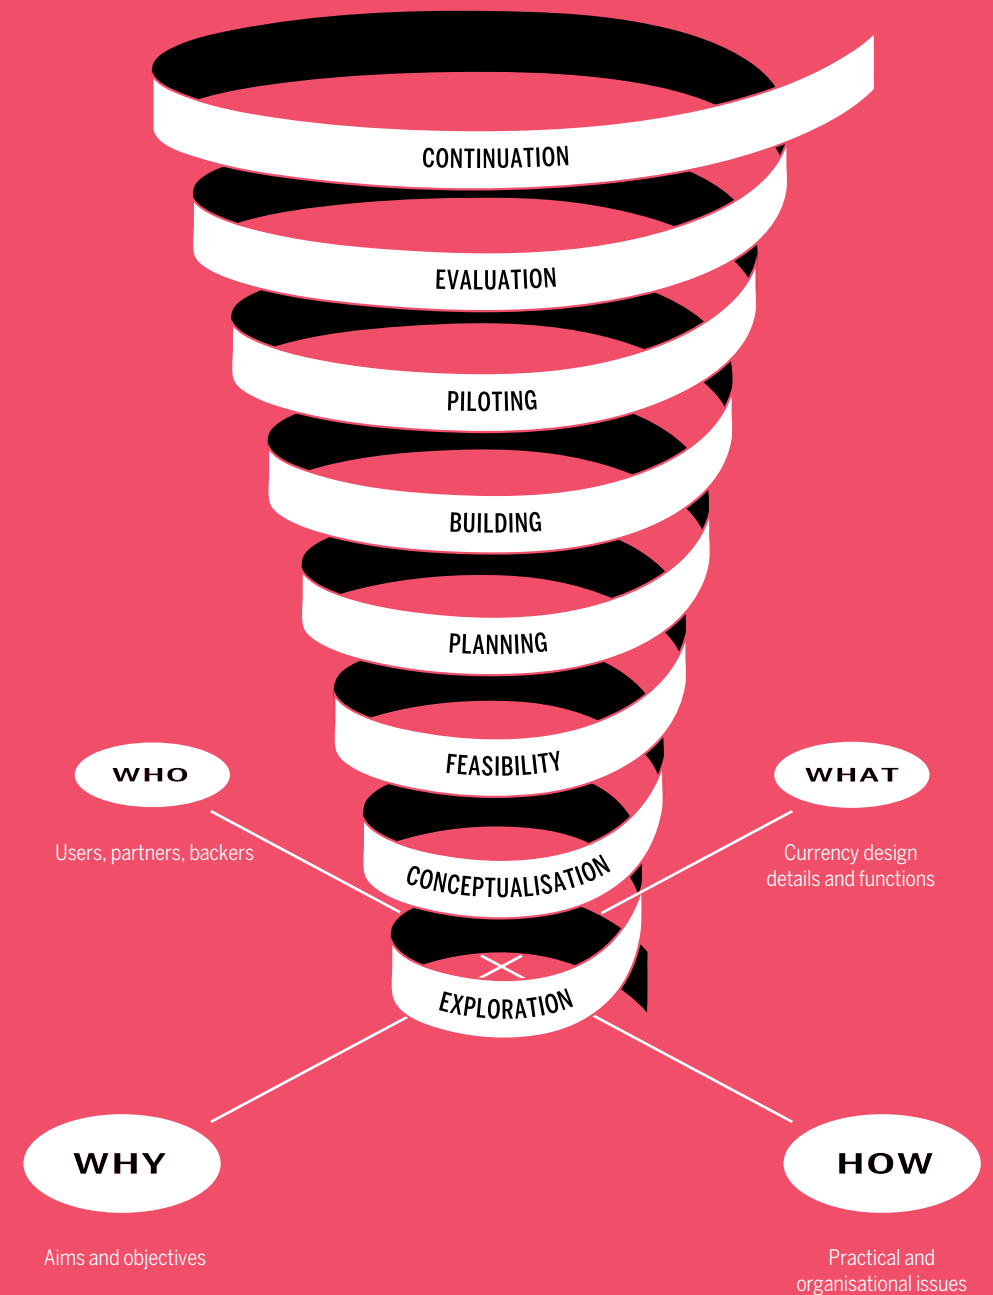 CONTINUATION
EVALUATION
PILOTING
BUILDING
PLANNING
FEASIBILITY
WHO
WHAT
Users, partners, backers
Currency design
details and functions
CONCEPTUALISATION
EXPLORATION
WHY
HOW
Aims and objectives
Practical and
organisational issues